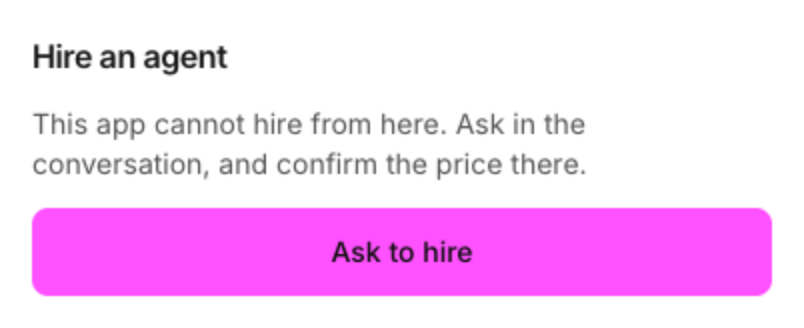 Hire an agent
This app cannot hire from here. Ask in the
conversation, and confirm the price there.
Ask to hire